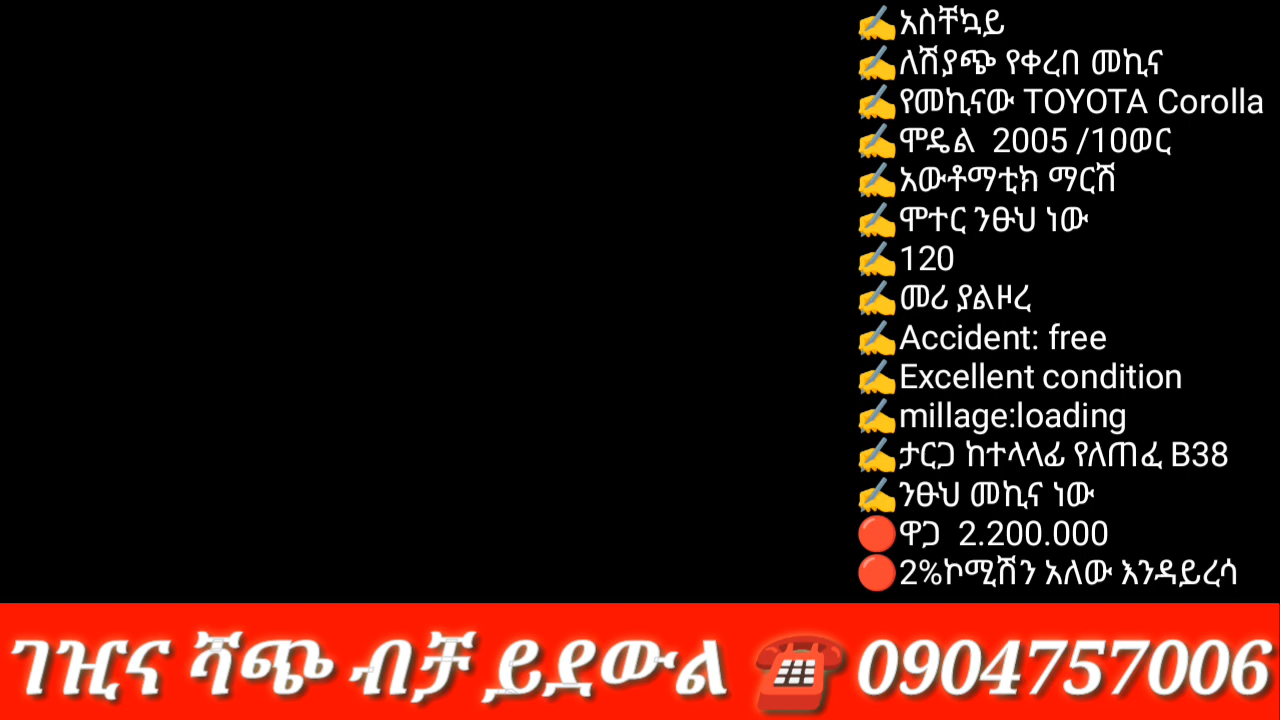 ✍️አስቸኳይ
✍️ለሽያጭ የቀረበ መኪና
✍️የመኪናው TOYOTA Corolla
✍️ሞዴል 2005 /10ወር
✍️አውቶማቲክ ማርሽ
✍️ሞተር ንፁህ ነው
✍️120
✍️መሪ ያልዞረ
✍️Accident: free
✍️Excellent condition
✍️millage:loading
✍️ታርጋ ከተላላፊ የለጠፈ B38
✍️ንፁህ መኪና ነው
🔴ዋጋ 2.200.000
🔴2%ኮሚሽን አለው እንዳይረሳ
ገዢና ሻጭ ብቻ ይደውል ☎️0904757006